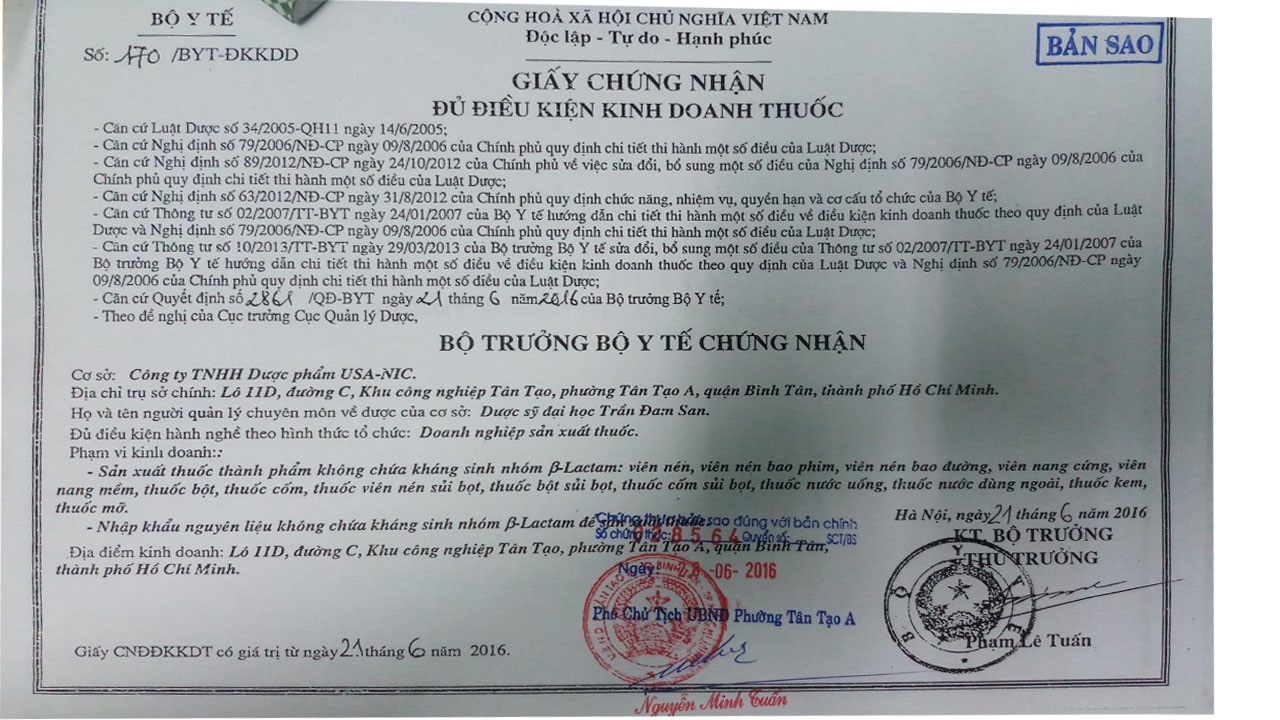 BỘ Y TẾ
Số: 170 /BYT-ĐKKDD
CỘNG HOÀ XÃ HỘI CHỦ NGHĨA VIỆT NAM
Độc lập - Tự do - Hạnh phúc
BẢN SAO
GIẤY CHỨNG NHẬN
ĐỦ ĐIỀU KIỆN KINH DOANH THUỐC
- Căn cứ Luật Dược số 34/2005-QH11 ngày 14/6/2005;
- Căn cứ Nghị định số 79/2006/NĐ-CP ngày 09/8/2006 của Chính phủ quy định chi tiết thi hành một số điều của Luật Dược;
- Căn cứ Nghị định số 89/2012/NĐ-CP ngày 24/10/2012 của Chính phủ về việc sửa đổi, bổ sung một số điều của Nghị định số 79/2006/NĐ-CP ngày 09/8/2006 của
Chính phủ quy định chi tiết thi hành một số điều của Luật Dược;
- Căn cứ Nghị định số 63/2012/NĐ-CP ngày 31/8/2012 của Chính phủ quy định chức năng, nhiệm vụ, quyền hạn và cơ cấu tổ chức của Bộ Y tế;
- Căn cứ Thông tư số 02/2007/TT-BYT ngày 24/01/2007 của Bộ Y tế hướng dẫn chi tiết thi hành một số điều về điều kiện kinh doanh thuốc theo quy định của Luật
Dược và Nghị định số 79/2006/NĐ-CP ngày 09/8/2006 của Chính phủ quy định chi tiết thi hành một số điều của Luật Dược;
- Căn cứ Thông tư số 10/2013/TT-BYT ngày 29/03/2013 của Bộ trưởng Bộ Y tế sửa đổi, bổ sung một số điều của Thông tư số 02/2007/TT-BYT ngày 24/01/2007 của
Bộ trưởng Bộ Y tế hướng dẫn chi tiết thi hành một số điều về điều kiện kinh doanh thuốc theo quy định của Luật Dược và Nghị định số 79/2006/NĐ-CP ngày
09/8/2006 của Chính phủ quy định chi tiết thi hành một số điều của Luật Dược;
- Căn cứ Quyết định số 2861 /QĐ-BYT ngày 21 tháng 6 năm 2016 của Bộ trưởng Bộ Y tế;
- Theo đề nghị của Cục trưởng Cục Quản lý Dược,
BỘ TRƯỞNG BỘ Y TẾ CHỨNG NHẬN
Cơ sở: Công ty TNHH Dược phẩm USA-NIC.
Địa chỉ trụ sở chính: Lô 11D, đường C, Khu công nghiệp Tân Tạo, phường Tân Tạo A, quận Bình Tân, thành phố Hồ Chí Minh.
Họ và tên người quản lý chuyên môn về dược của cơ sở: Dược sỹ đại học Trần Đam San.
Đủ điều kiện hành nghề theo hình thức tổ chức: Doanh nghiệp sản xuất thuốc.
Phạm vi kinh doanh::
- Sản xuất thuốc thành phẩm không chứa kháng sinh nhóm β-Lactam: viên nén, viên nén bao phim, viên nén bao đường, viên nang cứng, viên
nang mềm, thuốc bột, thuốc cốm, thuốc viên nén sủi bọt, thuốc bột sủi bọt, thuốc cốm sủi bọt, thuốc nước uống, thuốc nước dùng ngoài, thuốc kem,
thuốc mỡ.
- Nhập khẩu nguyên liệu không chứa kháng sinh nhóm β-Lactam để sản xuất thuốc.
Địa điểm kinh doanh: Lô 11D, đường C, Khu công nghiệp Tân Tạo, phường Tân Tạo A, quận Bình Tân,
thành phố Hồ Chí Minh.
Chứng thực bản sao đúng với bản chính
Số chứng thực: 028564 Quyển số: SCT/BS
Ngày: 28 -06- 2016
Phó Chủ Tịch UBND Phường Tân Tạo A
Nguyễn Minh Tuấn
Hà Nội, ngày 21 tháng 6 năm 2016
KT. BỘ TRƯỞNG
THỨ TRƯỞNG
BỘ Y TẾ
Phạm Lê Tuấn
Giấy CNĐĐKKDT có giá trị từ ngày 21 tháng 6 năm 2016.